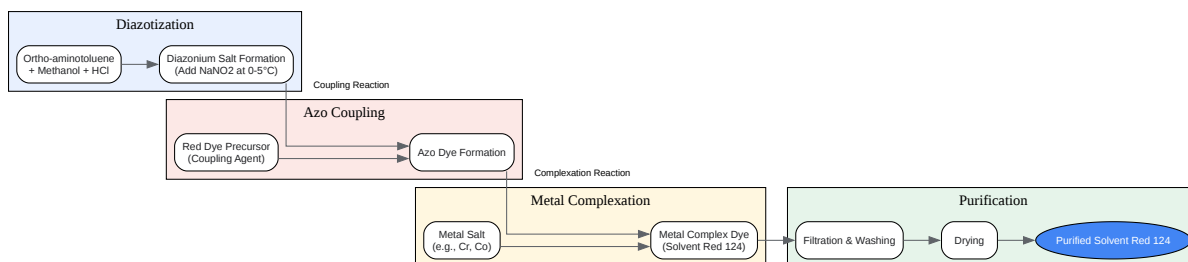 Diazotization
Ortho-aminotoluene
+ Methanol + HCl
Diazonium Salt Formation
(Add NaNO2 at 0-5°C)
Coupling Reaction
Azo Coupling
Red Dye Precursor
(Coupling Agent)
Azo Dye Formation
Complexation Reaction
Metal Complexation
Metal Salt
(e.g., Cr, Co)
Metal Complex Dye
(Solvent Red 124)
Purification
Filtration & Washing
Drying
Purified Solvent Red 124